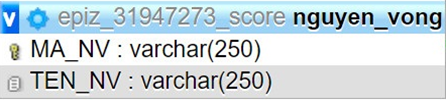 v epiz_31947273_score nguyen_vong
MA_NV : varchar(250)
TEN_NV : varchar(250)